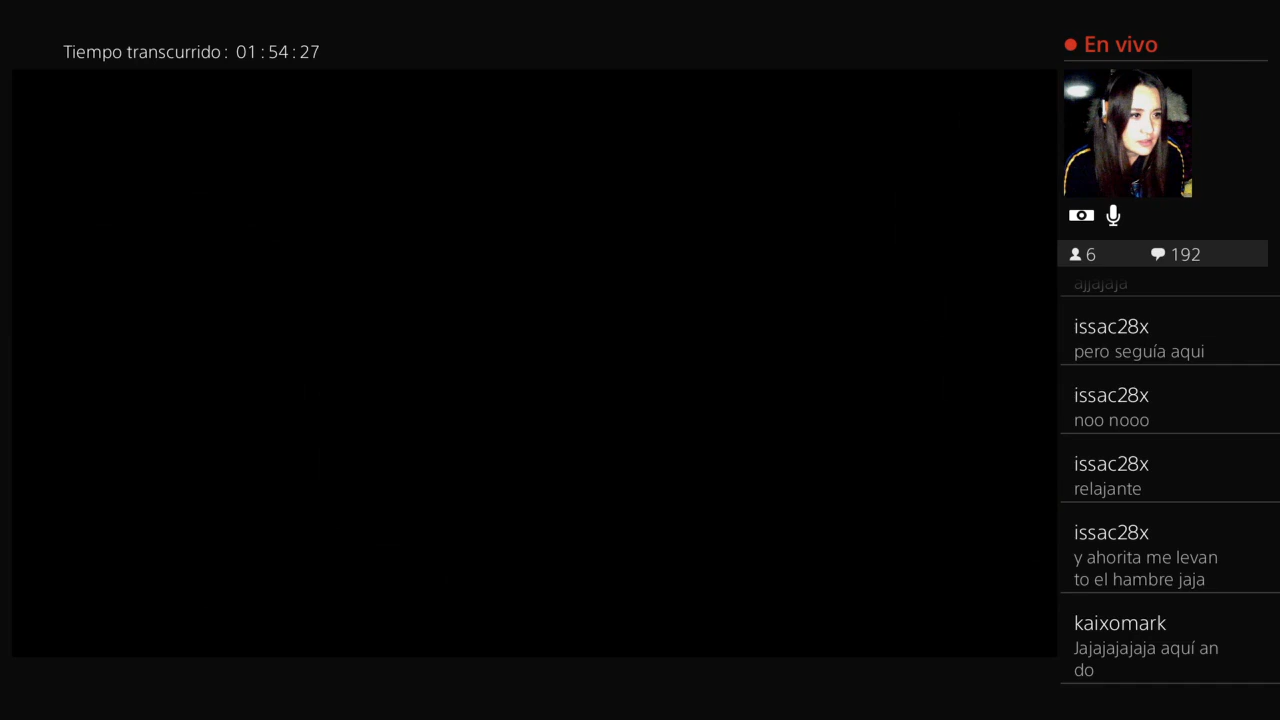 Tiempo transcurrido : 01 : 54 : 27
En vivo
6 192
ajjajaja
issac28x
pero seguía aqui
issac28x
noo nooo
issac28x
relajante
issac28x
y ahorita me levan
to el hambre jaja
kaixomark
Jajajajajaja aquí an
do